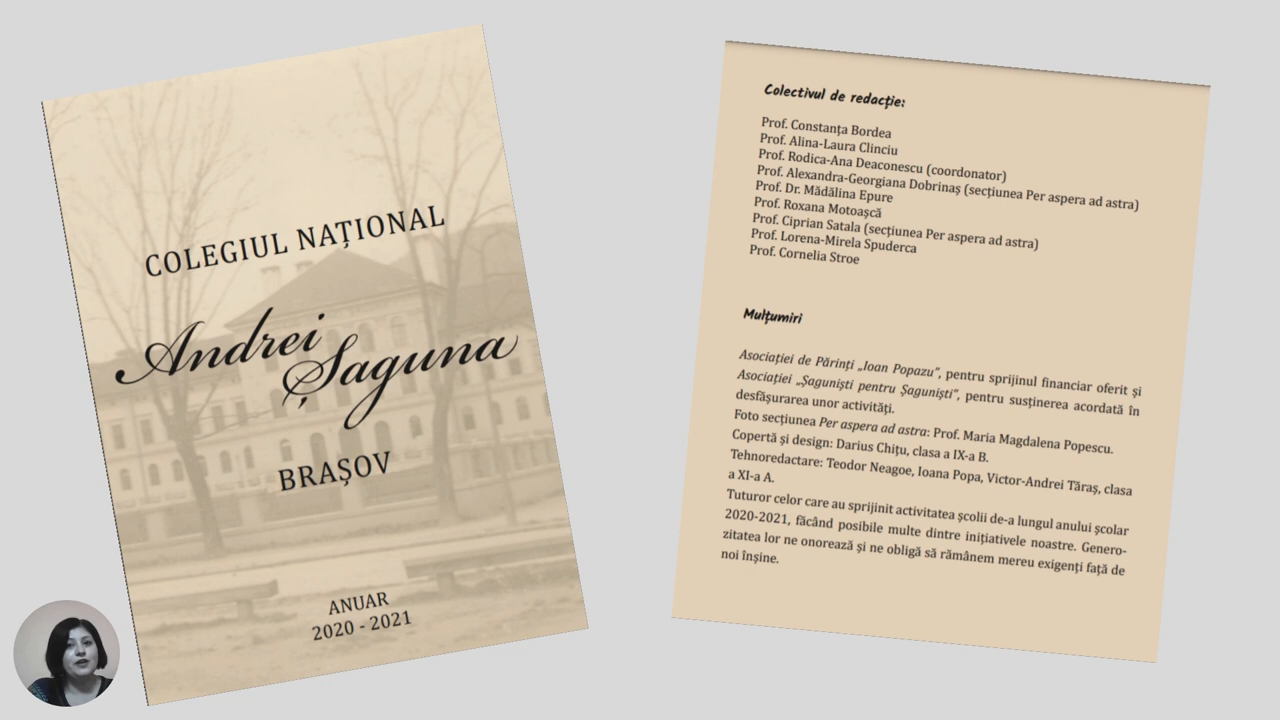 COLEGIUL NAȚIONAL
Andrei
Șaguna
BRAȘOV
ANUAR
2020 - 2021
Colectivul de redacție:
Prof. Constanța Bordea
Prof. Alina-Laura Clinciu
Prof. Rodica-Ana Deaconescu (coordonator)
Prof. Alexandra-Georgiana Dobrinaș (secțiunea Per aspera ad astra)
Prof. Dr. Mădălina Epure
Prof. Roxana Motoașcă
Prof. Ciprian Satala (secțiunea Per aspera ad astra)
Prof. Lorena-Mirela Spuderca
Prof. Cornelia Stroe
Mulțumiri
Asociației de Părinți „Ioan Popazu”, pentru sprijinul financiar oferit și
Asociației „Șaguniști pentru Șaguniști”, pentru susținerea acordată în
desfășurarea unor activități.
Foto secțiunea Per aspera ad astra: Prof. Maria Magdalena Popescu.
Copertă și design: Darius Chițu, clasa a IX-a B.
Tehnoredactare: Teodor Neagoe, Ioana Popa, Victor-Andrei Tăraș, clasa
a XI-a A.
Tuturor celor care au sprijinit activitatea școlii de-a lungul anului școlar
2020-2021, făcând posibile multe dintre inițiativele noastre. Genero-
zitatea lor ne onorează și ne obligă să rămânem mereu exigenți față de
noi înșine.